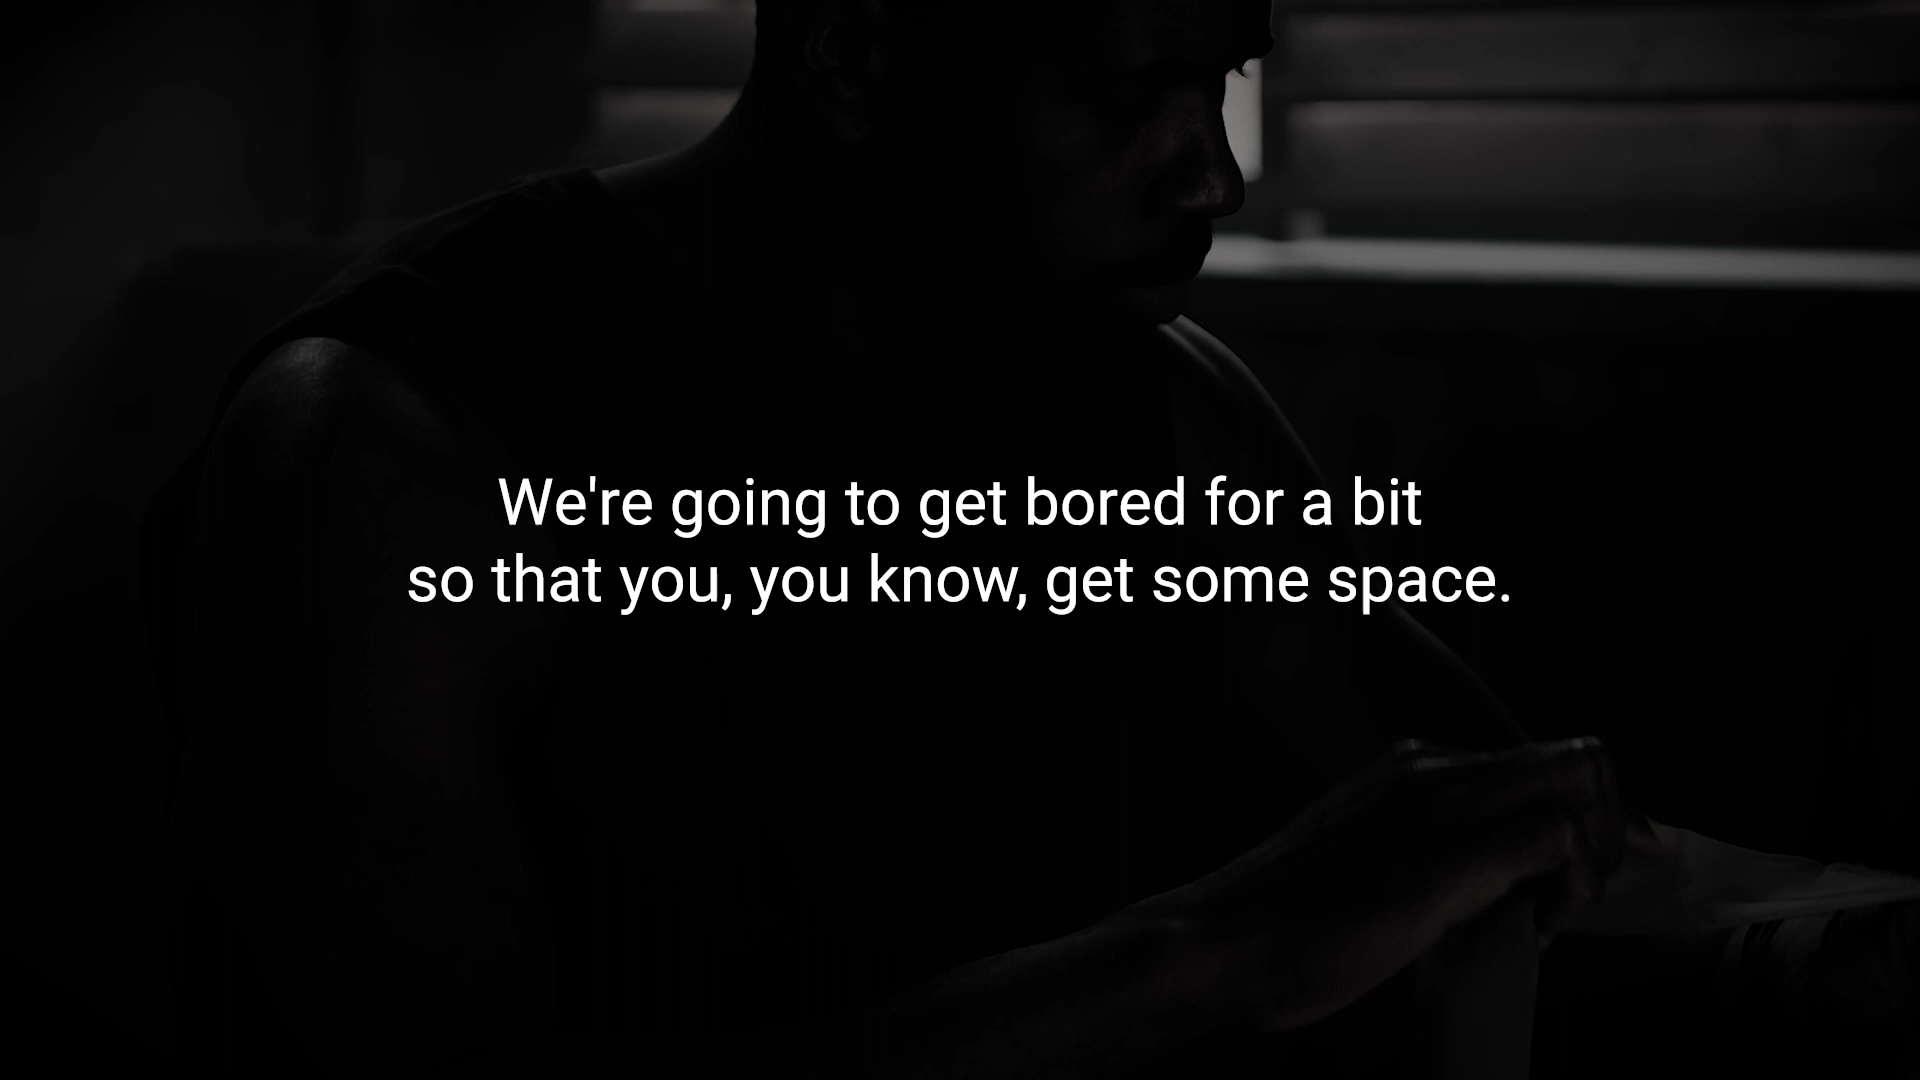 We're going to get bored for a bit
so that you, you know, get some space.